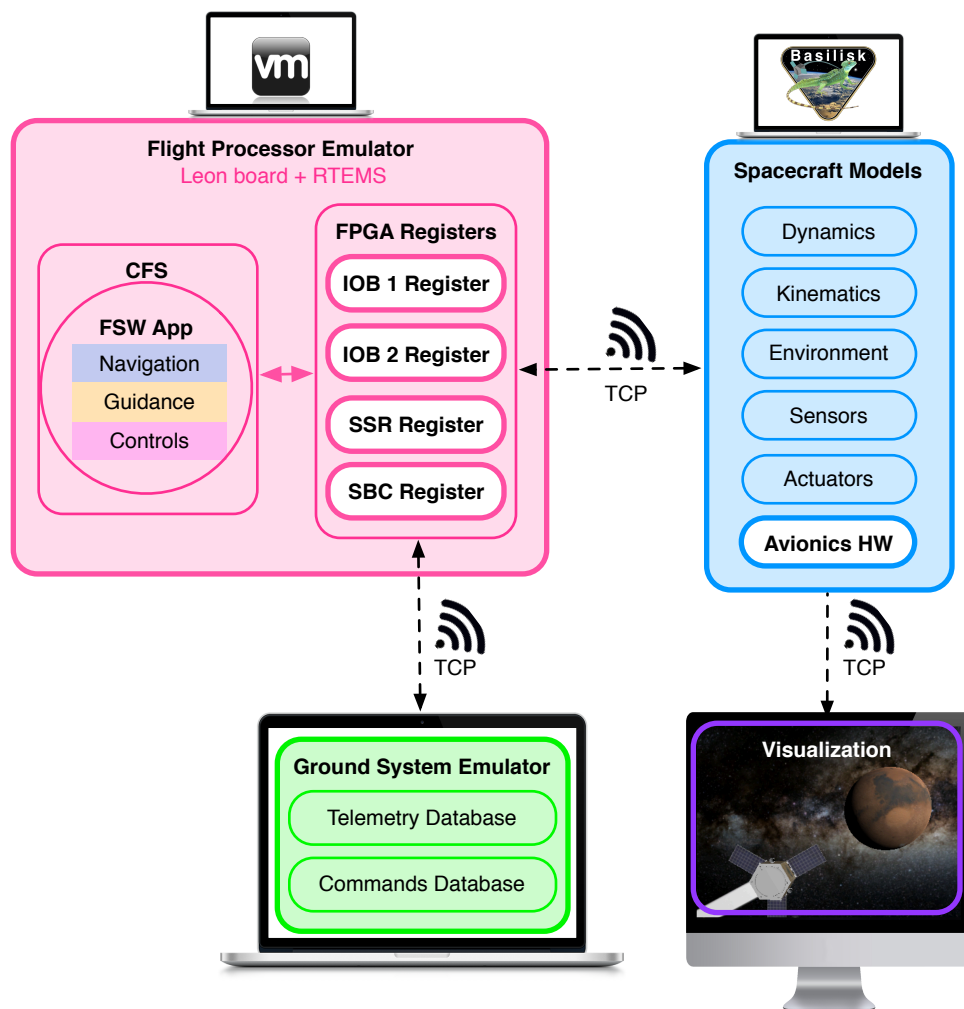 vm
Basilisk
Flight Processor Emulator
Leon board + RTEMS
CFS
FSW App
Navigation
Guidance
Controls
FPGA Registers
IOB 1 Register
IOB 2 Register
SSR Register
SBC Register
TCP
Spacecraft Models
Dynamics
Kinematics
Environment
Sensors
Actuators
Avionics HW
TCP
TCP
Ground System Emulator
Telemetry Database
Commands Database
Visualization